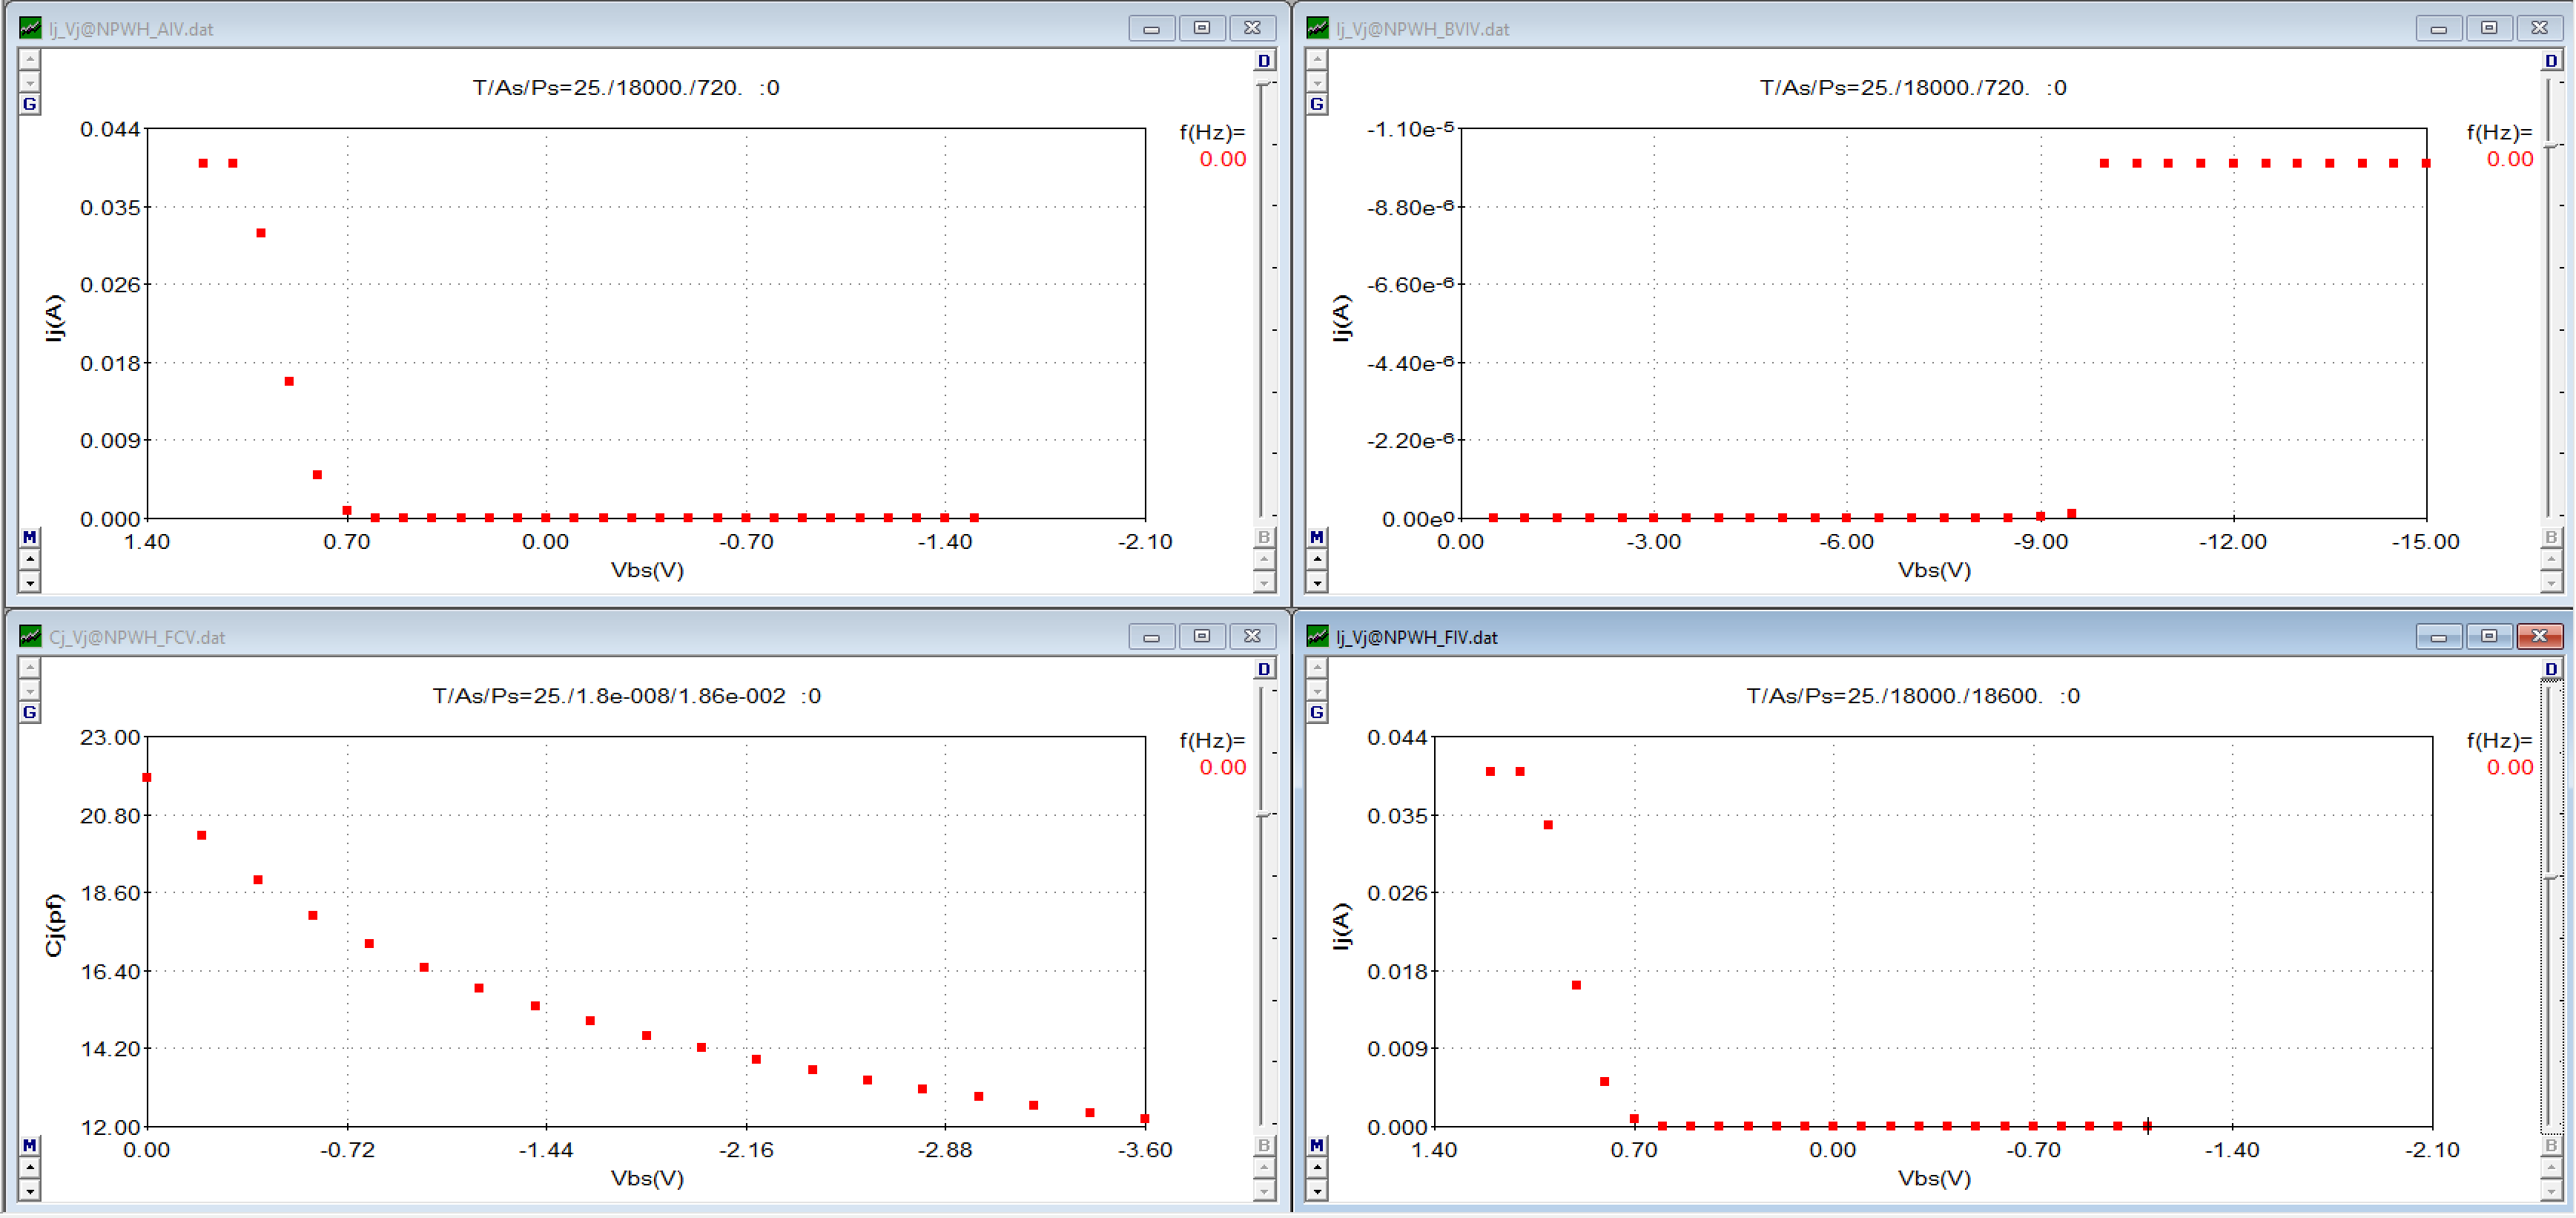 Ij_Vj@NPWH_AIV.dat
D
G
T/As/Ps=25./18000./720. :0
f(Hz)=
0.00
0.044
0.035
0.026
0.018
0.009
0.000
Ij(A)
1.40 0.70 0.00 -0.70 -1.40 -2.10
Vbs(V)
M
B
Ij_Vj@NPWH_BVIV.dat
D
G
T/As/Ps=25./18000./720. :0
f(Hz)=
0.00
-1.10e-5
-8.80e-6
-6.60e-6
-4.40e-6
-2.20e-6
0.00e0
Ij(A)
0.00 -3.00 -6.00 -9.00 -12.00 -15.00
Vbs(V)
M
B
Cj_Vj@NPWH_FCV.dat
D
G
T/As/Ps=25./1.8e-008/1.86e-002 :0
f(Hz)=
0.00
23.00
20.80
18.60
16.40
14.20
12.00
Cj(pf)
0.00 -0.72 -1.44 -2.16 -2.88 -3.60
Vbs(V)
M
B
Ij_Vj@NPWH_FIV.dat
D
G
T/As/Ps=25./18000./18600. :0
f(Hz)=
0.00
0.044
0.035
0.026
0.018
0.009
0.000
Ij(A)
1.40 0.70 0.00 -0.70 -1.40 -2.10
Vbs(V)
M
B